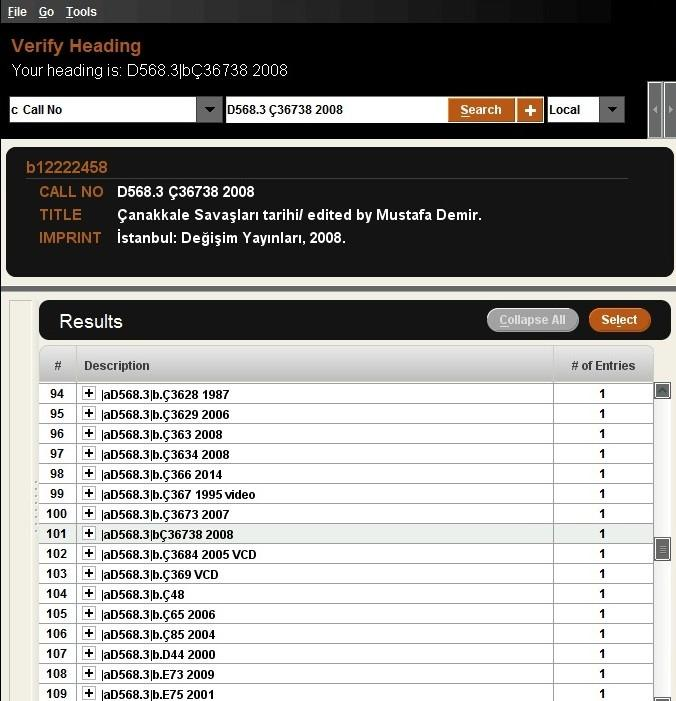 File Go Tools
Verify Heading
Your heading is: D568.3|bÇ36738 2008
c Call No D568.3 Ç36738 2008 Search + Local
b12222458
CALL NO D568.3 Ç36738 2008
TITLE Çanakkale Savaşları tarihi/ edited by Mustafa Demir.
IMPRINT İstanbul: Değişim Yayınları, 2008.
Results Collapse All Select
# Description # of Entries
94 |aD568.3|b.Ç3628 1987 1
95 |aD568.3|b.Ç3629 2006 1
96 |aD568.3|b.Ç363 2008 1
97 |aD568.3|b.Ç3634 2008 1
98 |aD568.3|b.Ç366 2014 1
99 |aD568.3|b.Ç367 1995 video 1
100 |aD568.3|b.Ç3673 2007 1
101 |aD568.3|bÇ36738 2008 1
102 |aD568.3|b.Ç3684 2005 VCD 1
103 |aD568.3|b.Ç369 VCD 1
104 |aD568.3|b.Ç48 1
105 |aD568.3|b.Ç65 2006 1
106 |aD568.3|b.Ç85 2004 1
107 |aD568.3|b.D44 2000 1
108 |aD568.3|b.E73 2009 1
109 |aD568.3|b.E75 2001 1